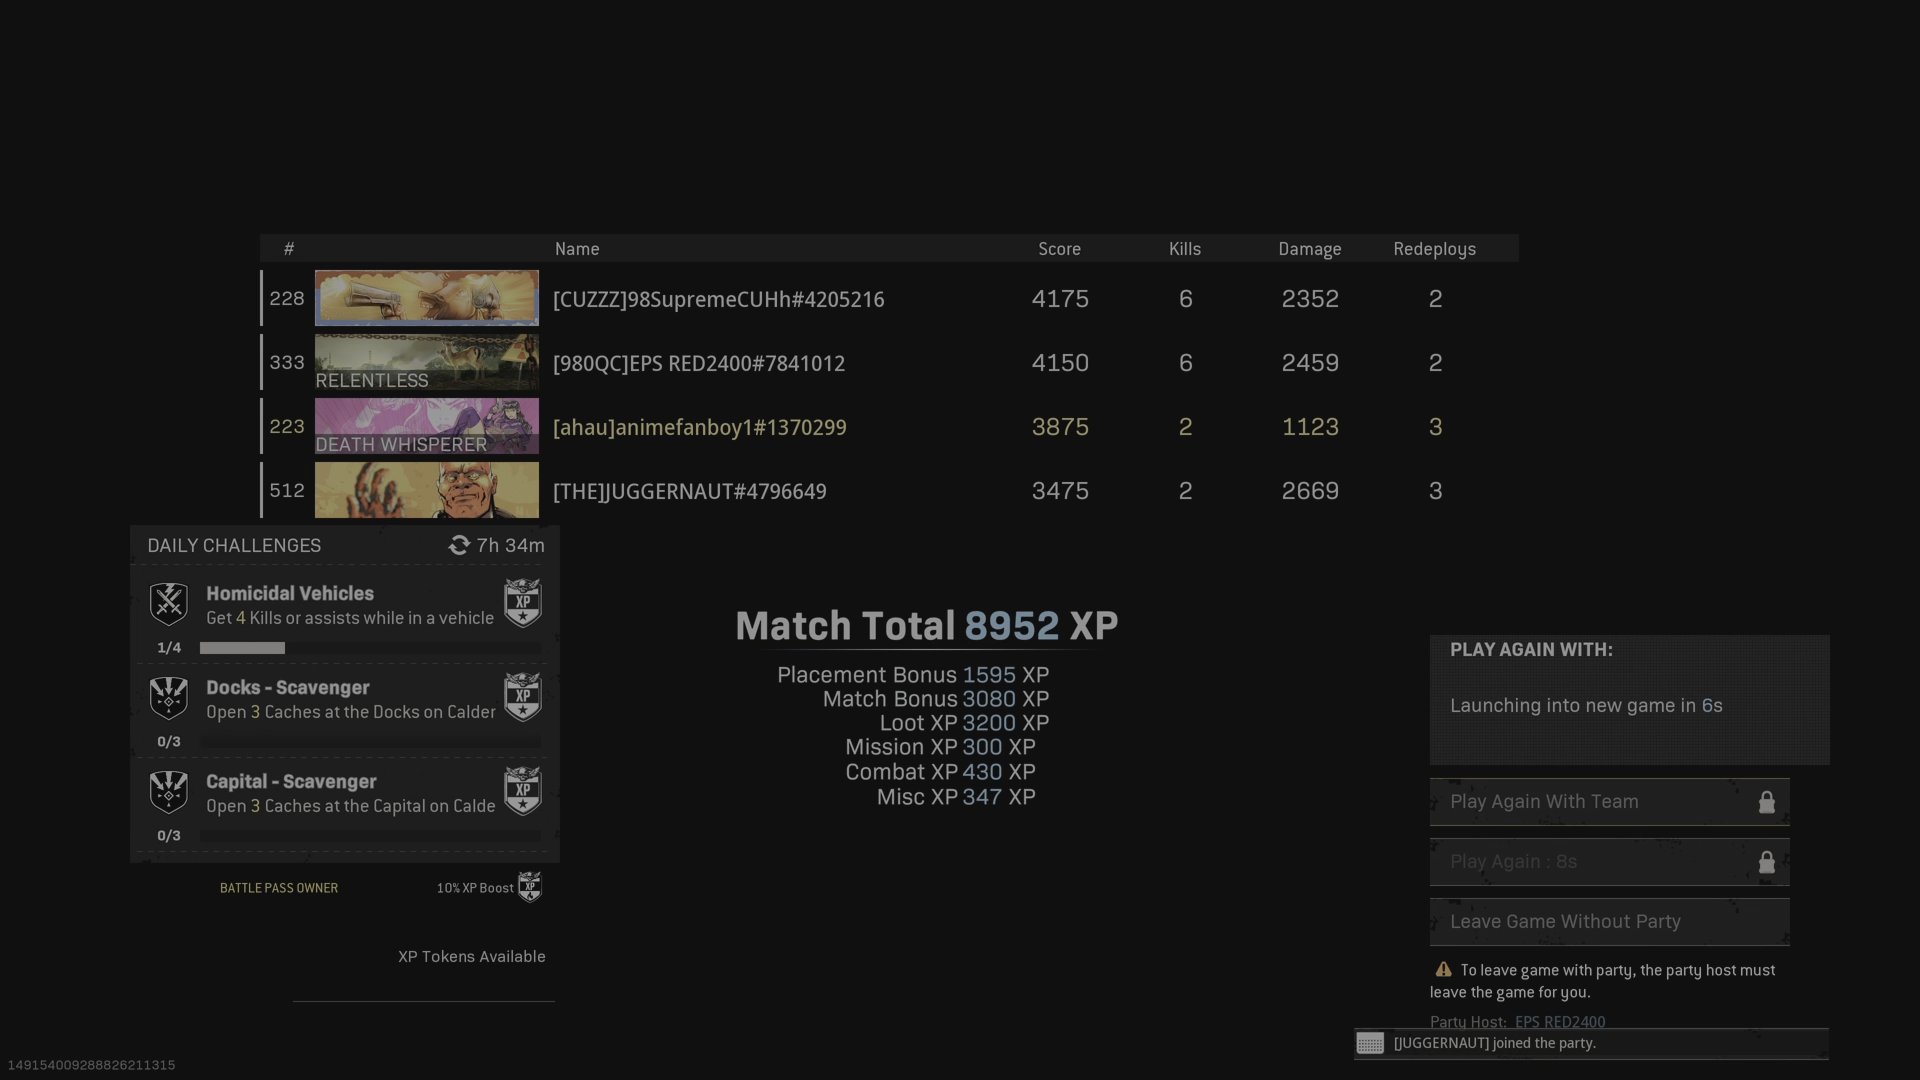 # Name Score Kills Damage Redeploys
228 [CUZZZ]98SupremeCUHh#4205216 4175 6 2352 2
333 RELENTLESS [980QC]EPS RED2400#7841012 4150 6 2459 2
223 DEATH WHISPERER [ahau]animefanboy1#1370299 3875 2 1123 3
512 [THE]JUGGERNAUT#4796649 3475 2 2669 3
DAILY CHALLENGES 7h 34m
Homicidal Vehicles
Get 4 Kills or assists while in a vehicle
XP
1/4
Docks - Scavenger
Open 3 Caches at the Docks on Calder
XP
0/3
Capital - Scavenger
Open 3 Caches at the Capital on Calde
XP
0/3
BATTLE PASS OWNER 10% XP Boost XP
XP Tokens Available
Match Total 8952 XP
Placement Bonus 1595 XP
Match Bonus 3080 XP
Loot XP 3200 XP
Mission XP 300 XP
Combat XP 430 XP
Misc XP 347 XP
PLAY AGAIN WITH:
Launching into new game in 6s
Play Again With Team
Play Again : 8s
Leave Game Without Party
To leave game with party, the party host must
leave the game for you.
Party Host: EPS RED2400
[JUGGERNAUT] joined the party.
149154009288826211315